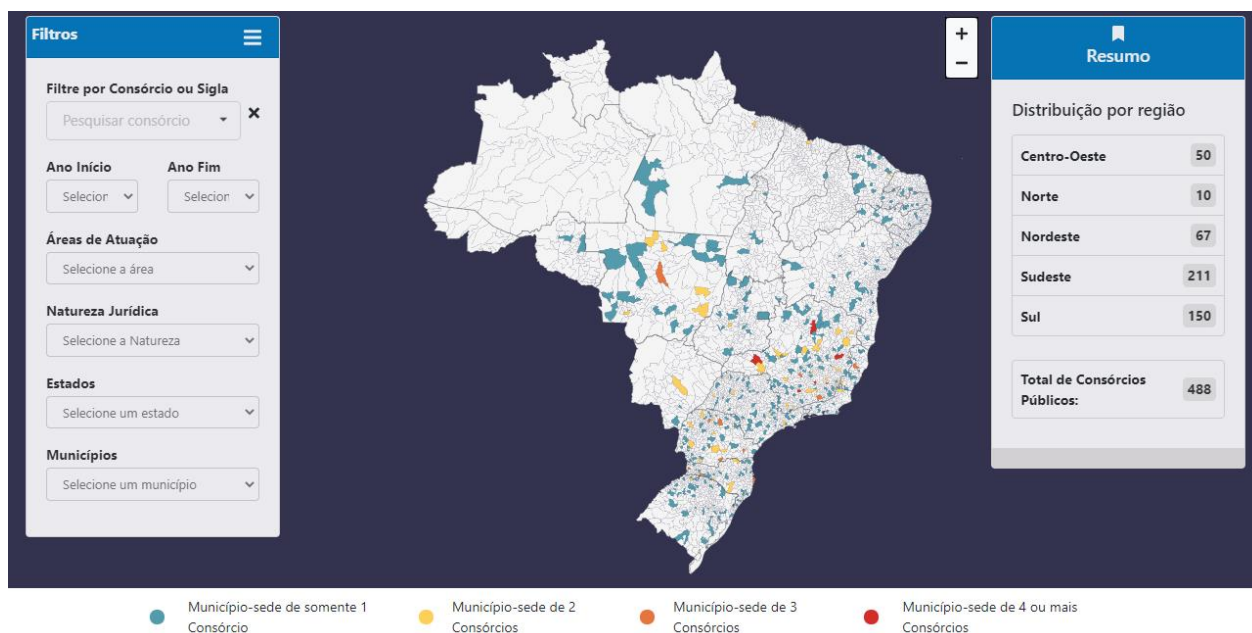 Filtros
Filtre por Consórcio ou Sigla
Pesquisar consórcio
Ano Início
Ano Fim
Selecior
Selecior
Áreas de Atuação
Selecione a área
Natureza Jurídica
Selecione a Natureza
Estados
Selecione um estado
Municípios
Selecione um município
+
−
Resumo
Distribuição por região
Centro-Oeste 50
Norte 10
Nordeste 67
Sudeste 211
Sul 150
Total de Consórcios
Públicos: 488
Município-sede de somente 1
Consórcio
Município-sede de 2
Consórcios
Município-sede de 3
Consórcios
Município-sede de 4 ou mais
Consórcios